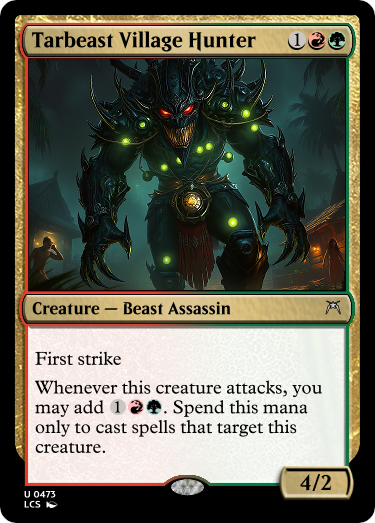 Tarbeast Village Hunter 1
Creature — Beast Assassin
First strike
Whenever this creature attacks, you
may add 1. Spend this mana
only to cast spells that target this
creature.
4/2
U 0473
LCS